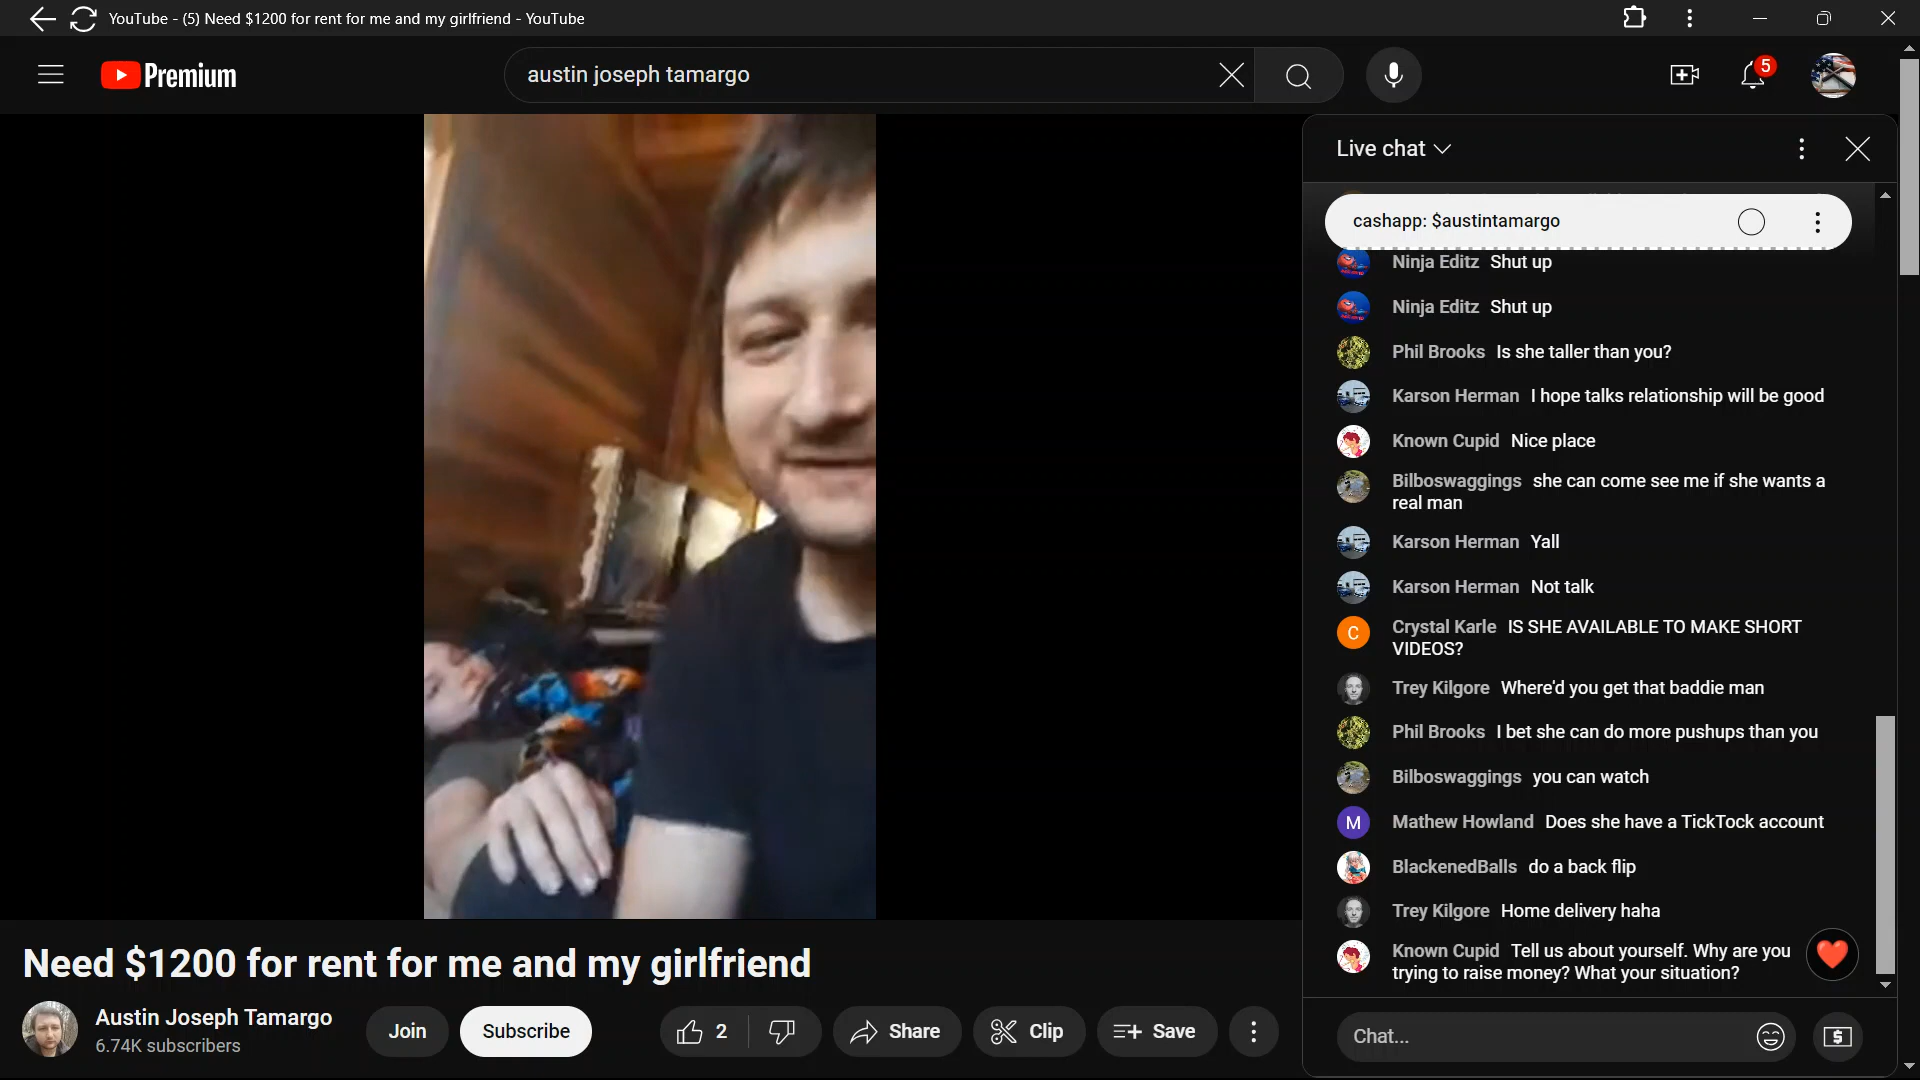 YouTube - (5) Need $1200 for rent for me and my girlfriend - YouTube
Premium
austin joseph tamargo
5
Live chat
cashapp: $austintamargo
Ninja Editz Shut up
Ninja Editz Shut up
Phil Brooks Is she taller than you?
Karson Herman I hope talks relationship will be good
Known Cupid Nice place
Bilboswaggings she can come see me if she wants a
real man
Karson Herman Yall
Karson Herman Not talk
C
Crystal Karle IS SHE AVAILABLE TO MAKE SHORT
VIDEOS?
Trey Kilgore Where'd you get that baddie man
Phil Brooks I bet she can do more pushups than you
Bilboswaggings you can watch
M
Mathew Howland Does she have a TickTock account
BlackenedBalls do a back flip
Trey Kilgore Home delivery haha
Known Cupid Tell us about yourself. Why are you
trying to raise money? What your situation?
Chat...
Need $1200 for rent for me and my girlfriend
Austin Joseph Tamargo
6.74K subscribers
Join
Subscribe
2
Share
Clip
Save